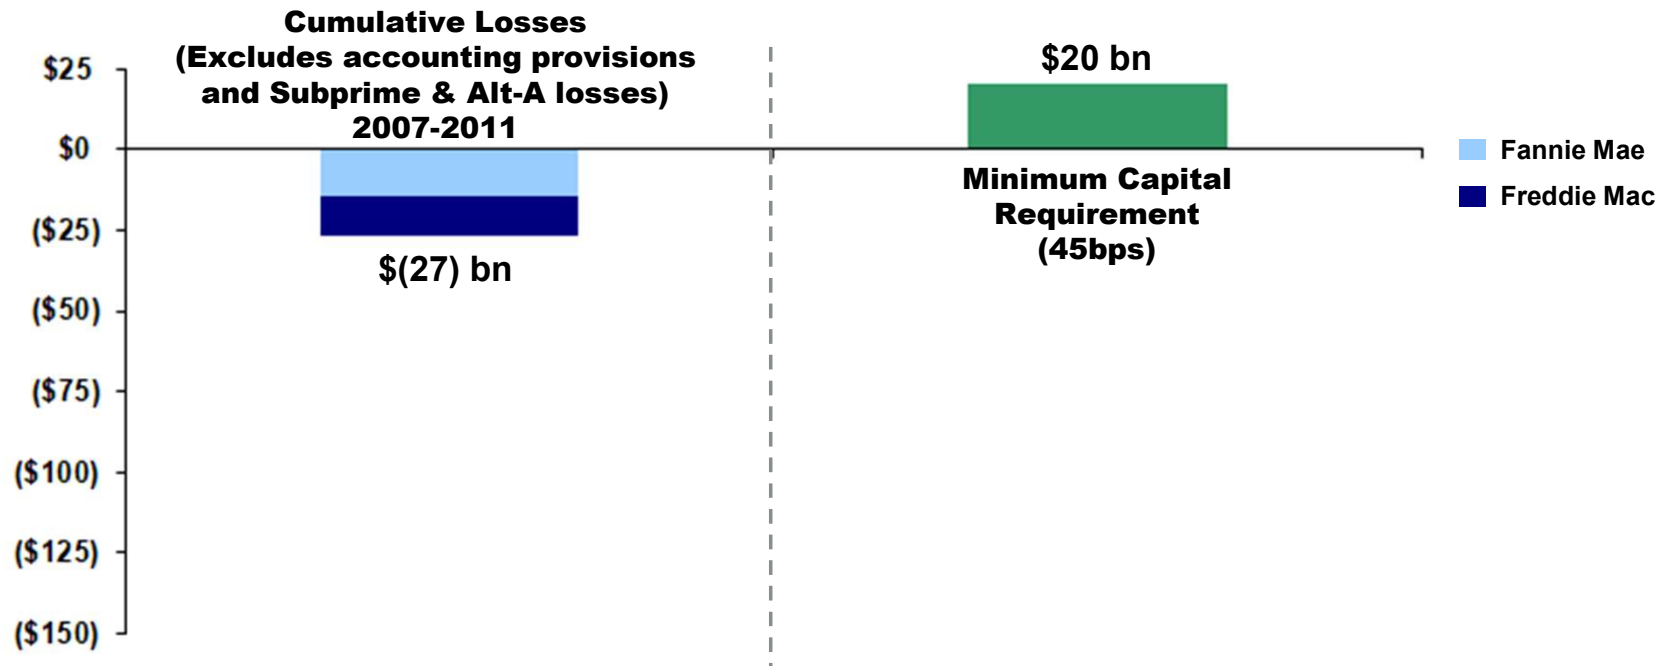 Cumulative Losses
(Excludes accounting provisions
and Subprime & Alt-A losses)
2007-2011
$25
$0
($25)
($50)
($75)
($100)
($125)
($150)
$(27) bn
$20 bn
Minimum Capital
Requirement
(45bps)
Fannie Mae
Freddie Mac